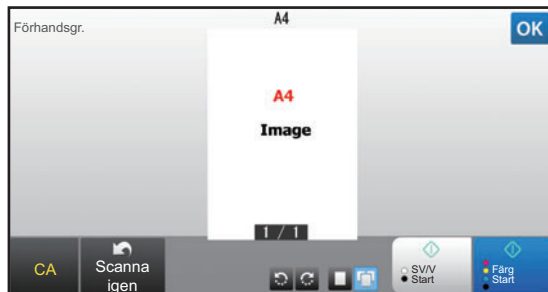 A4
Förhandsgr.
OK
A4
Image
1 / 1
CA
Scanna
igen
SV/V
Start
Färg
Start